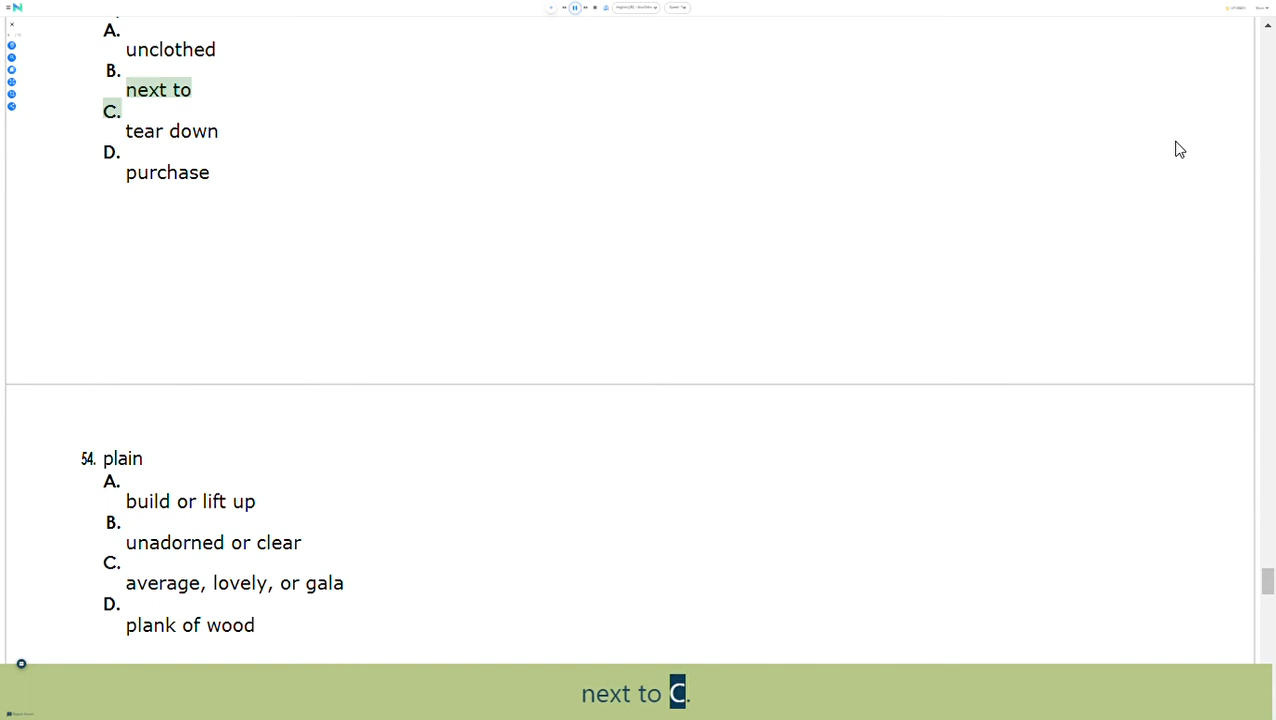 A.
unclothed
B.
next to
C.
tear down
D.
purchase
54. plain
A.
build or lift up
B.
unadorned or clear
C.
average, lovely, or gala
D.
plank of wood
next to C.